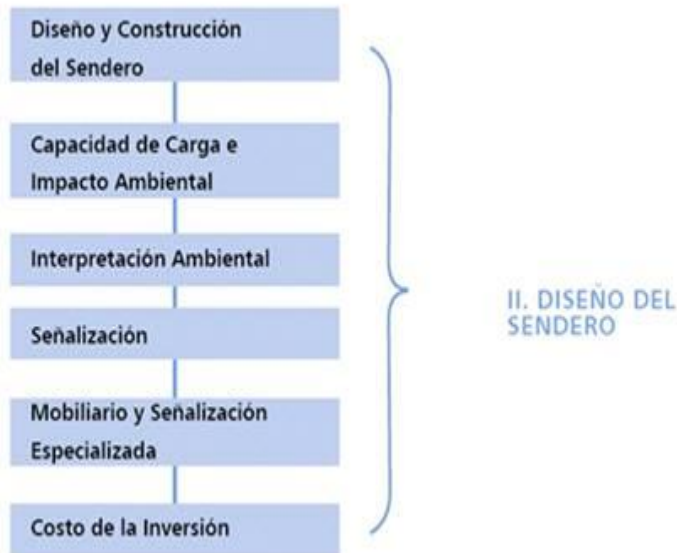 Diseño y Construcción
del Sendero
Capacidad de Carga e
Impacto Ambiental
Interpretación Ambiental
Señalización
Mobiliario y Señalización
Especializada
Costo de la Inversión
II. DISEÑO DEL
SENDERO